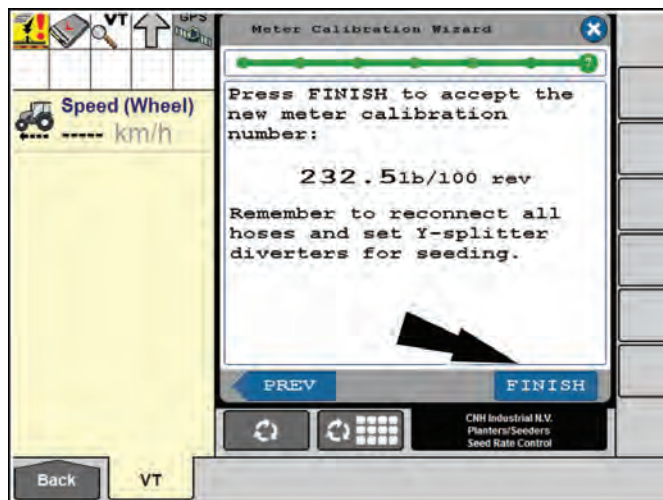 VT
GPS
Meter Calibration Wizard
7
Speed (Wheel)
----- km/h
Press FINISH to accept the
new meter calibration
number:
232.5lb/100 rev
Remember to reconnect all
hoses and set Y-splitter
diverters for seeding.
PREV
FINISH
CNH Industrial N.V.
Planters/Seeders
Seed Rate Control
Back
VT